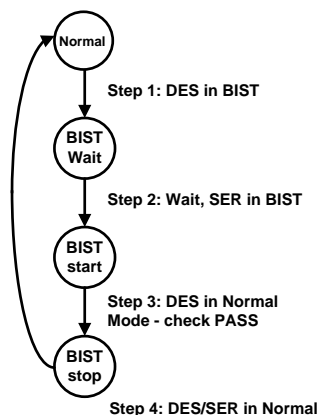 Normal
Step 1: DES in BIST
BIST
Wait
Step 2: Wait, SER in BIST
BIST
start
Step 3: DES in Normal
Mode - check PASS
BIST
stop
Step 4: DES/SER in Normal